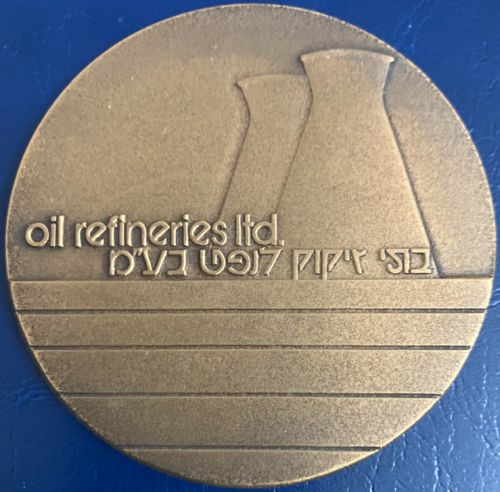 oil refineries ltd.
בתי זיקוק לנפט בע"מ